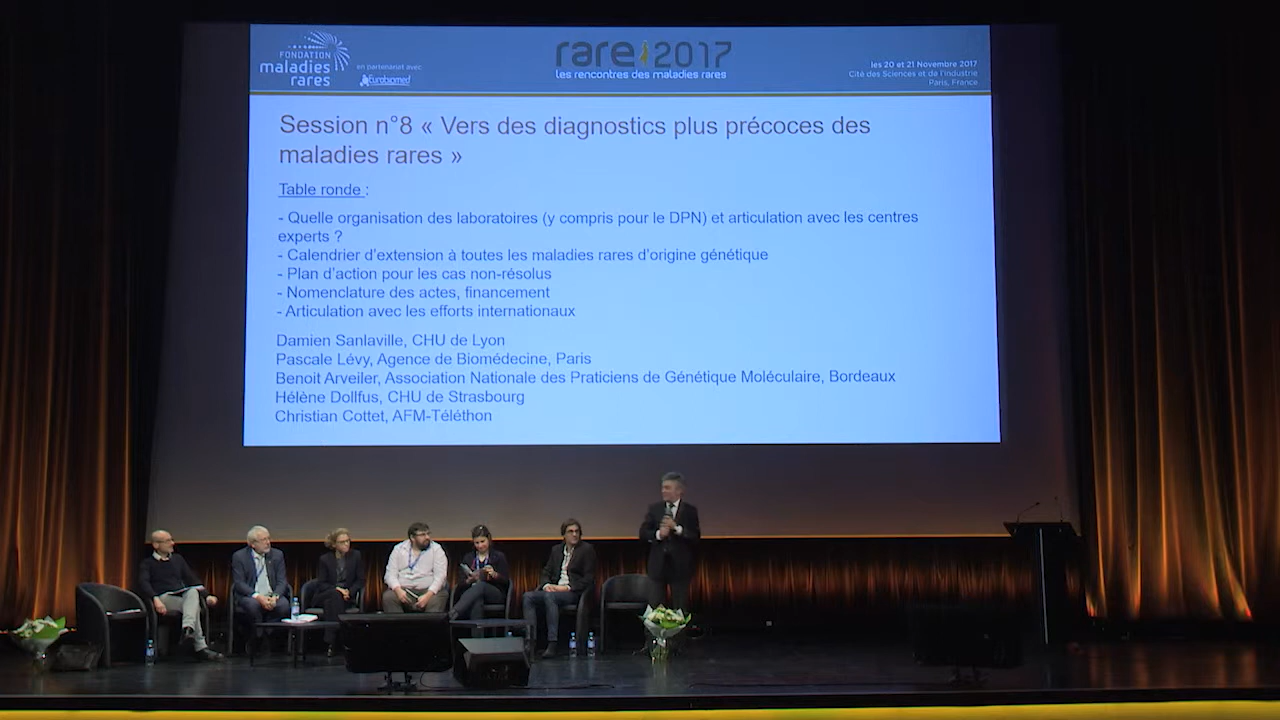 FONDATION
maladies
rares
en partenariat avec
Eurobiomed
rare 2017
les rencontres des maladies rares
les 20 et 21 Novembre 2017
Cité des Sciences et de l'Industrie
Paris, France
Session n°8 « Vers des diagnostics plus précoces des
maladies rares »
Table ronde :
- Quelle organisation des laboratoires (y compris pour le DPN) et articulation avec les centres
experts ?
- Calendrier d'extension à toutes les maladies rares d'origine génétique
- Plan d'action pour les cas non-résolus
- Nomenclature des actes, financement
- Articulation avec les efforts internationaux
Damien Sanlaville, CHU de Lyon
Pascale Lévy, Agence de Biomédecine, Paris
Benoit Arveiler, Association Nationale des Praticiens de Génétique Moléculaire, Bordeaux
Hélène Dollfus, CHU de Strasbourg
Christian Cottet, AFM-Téléthon